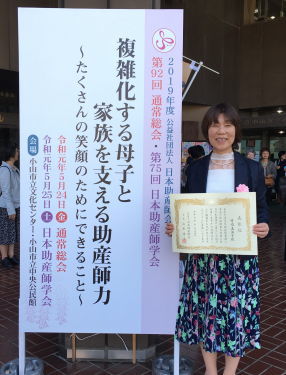 2019年度 公益社団法人 日本助産師会
第92回 通常総会・第75回 日本助産師学会
複雑化する母子と
家族を支える助産師力
～たくさんの笑顔のためにできること～
令和元年5月24日 金 通常総会
令和元年5月25日 土 日本助産師学会
会場 小山市立文化センター・小山市立中央公民館